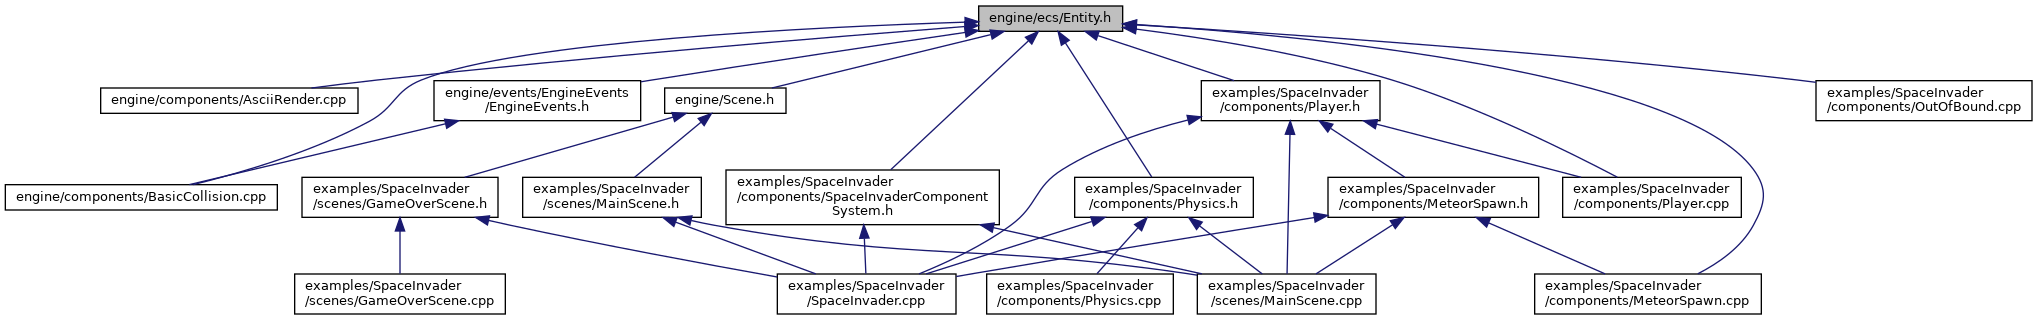 engine/ecs/Entity.h
engine/components/AsciiRender.cpp
engine/events/EngineEvents
/EngineEvents.h
engine/Scene.h
examples/SpaceInvader
/components/Player.h
examples/SpaceInvader
/components/OutOfBound.cpp
engine/components/BasicCollision.cpp
examples/SpaceInvader
/scenes/GameOverScene.h
examples/SpaceInvader
/scenes/MainScene.h
examples/SpaceInvader
/components/SpaceInvaderComponent
System.h
examples/SpaceInvader
/components/Physics.h
examples/SpaceInvader
/components/MeteorSpawn.h
examples/SpaceInvader
/components/Player.cpp
examples/SpaceInvader
/scenes/GameOverScene.cpp
examples/SpaceInvader
/SpaceInvader.cpp
examples/SpaceInvader
/components/Physics.cpp
examples/SpaceInvader
/scenes/MainScene.cpp
examples/SpaceInvader
/components/MeteorSpawn.cpp